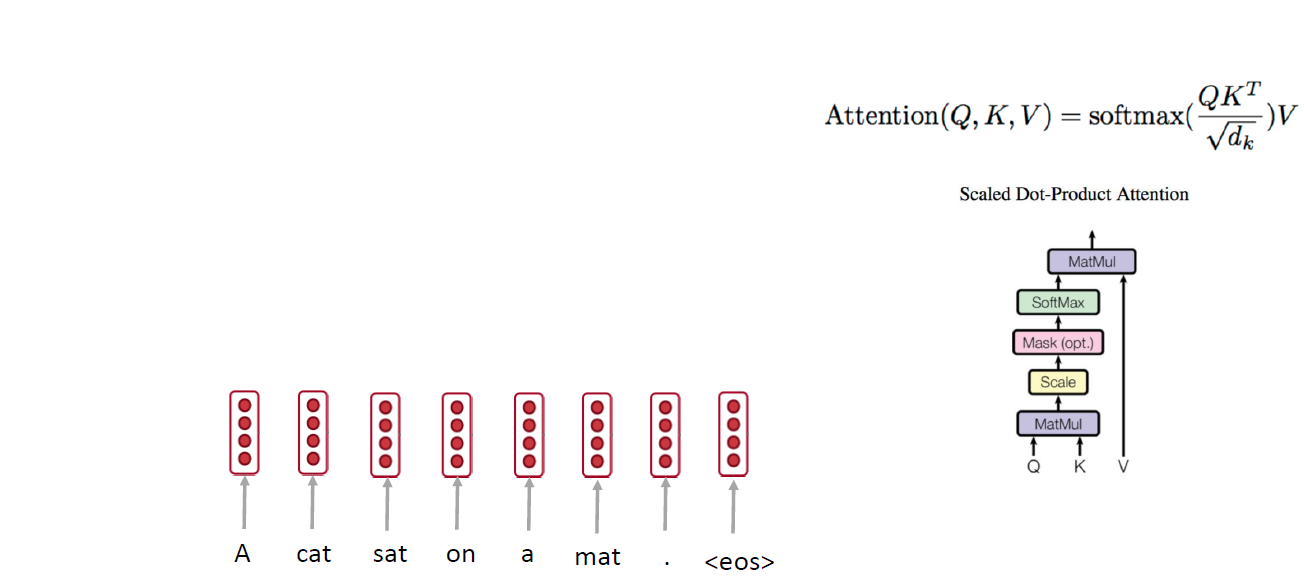 Attention(Q, K, V) = softmax(QK^T / √d_k)V
Scaled Dot-Product Attention
MatMul
SoftMax
Mask (opt.)
Scale
MatMul
Q K V
A cat sat on a mat . <eos>